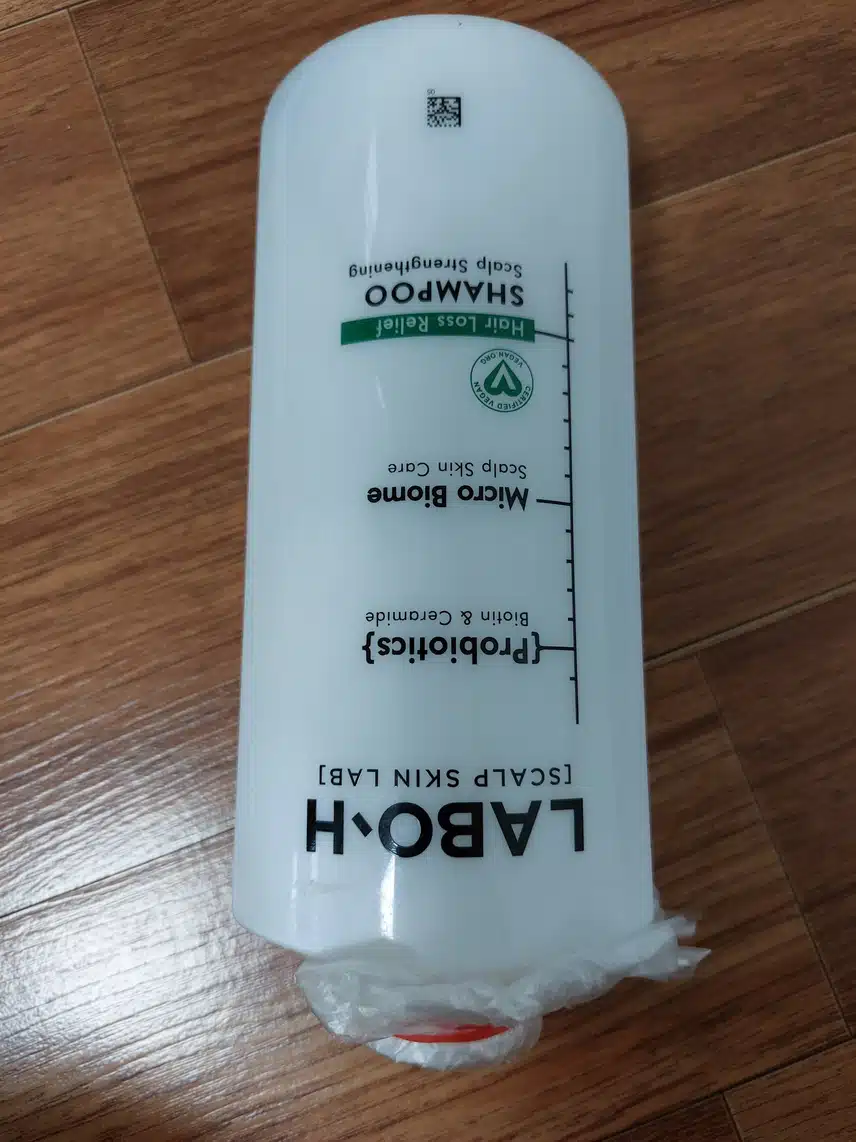 LABO-H
[SCALP SKIN LAB]
{Probiotics}
Biotin & Ceramide
Micro Biome
Scalp Skin Care
CERTIFIED VEGAN
VEGAN.ORG
Hair Loss Relief
SHAMPOO
Scalp Strengthening